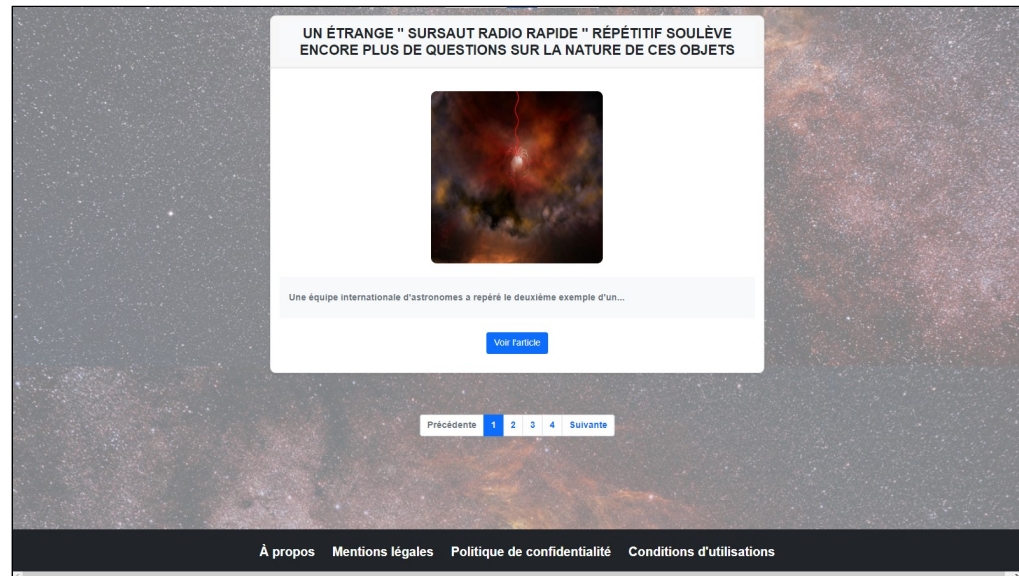 UN ÉTRANGE " SURSAUT RADIO RAPIDE " RÉPÉTITIF SOULÈVE
ENCORE PLUS DE QUESTIONS SUR LA NATURE DE CES OBJETS
Une équipe internationale d'astronomes a repéré le deuxième exemple d'un...
Voir l'article
Précédente 1 2 3 4 Suivante
À propos Mentions légales Politique de confidentialité Conditions d'utilisations